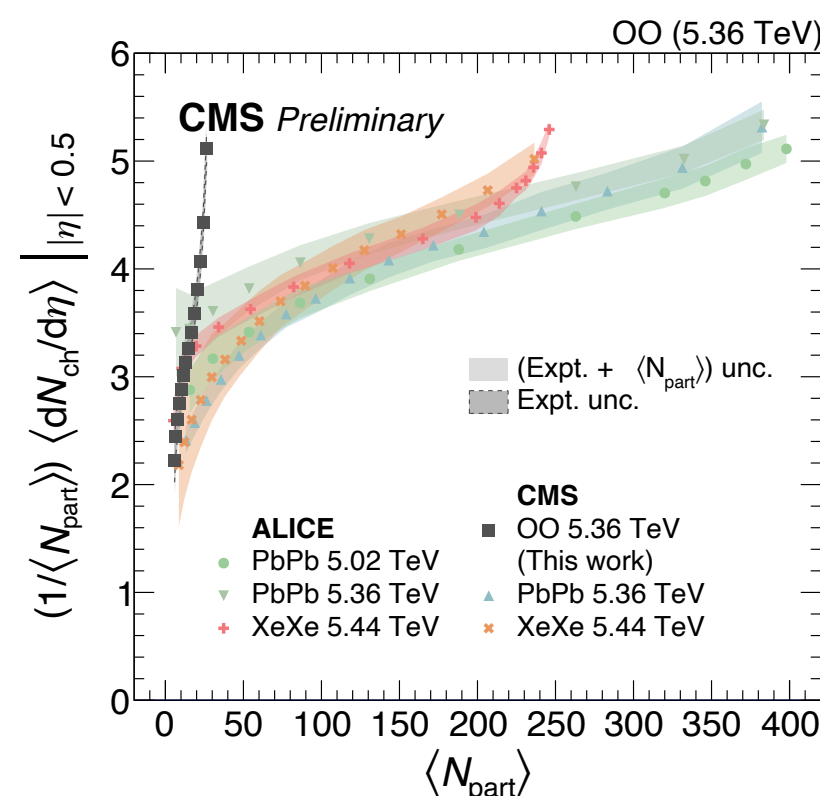 OO (5.36 TeV)
CMS Preliminary
(1/⟨N_part⟩) ⟨dN_ch/dη⟩ | |η| < 0.5
6
5
4
3
2
1
0
(Expt. + ⟨N_part⟩) unc.
Expt. unc.
ALICE
PbPb 5.02 TeV
PbPb 5.36 TeV
XeXe 5.44 TeV
CMS
OO 5.36 TeV
(This work)
PbPb 5.36 TeV
XeXe 5.44 TeV
0 50 100 150 200 250 300 350 400
⟨N_part⟩